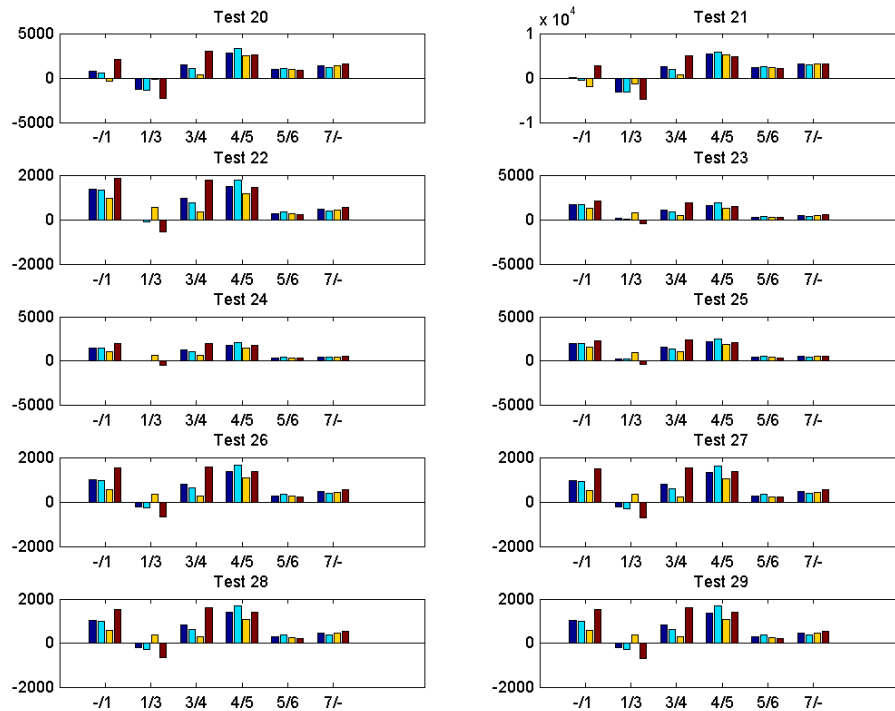 Test 20
5000
0
-5000
-/1 1/3 3/4 4/5 5/6 7/-
Test 21
x 10^4
1
0
-1
-/1 1/3 3/4 4/5 5/6 7/-
Test 22
2000
0
-2000
-/1 1/3 3/4 4/5 5/6 7/-
Test 23
5000
0
-5000
-/1 1/3 3/4 4/5 5/6 7/-
Test 24
5000
0
-5000
-/1 1/3 3/4 4/5 5/6 7/-
Test 25
5000
0
-5000
-/1 1/3 3/4 4/5 5/6 7/-
Test 26
2000
0
-2000
-/1 1/3 3/4 4/5 5/6 7/-
Test 27
2000
0
-2000
-/1 1/3 3/4 4/5 5/6 7/-
Test 28
2000
0
-2000
-/1 1/3 3/4 4/5 5/6 7/-
Test 29
2000
0
-2000
-/1 1/3 3/4 4/5 5/6 7/-